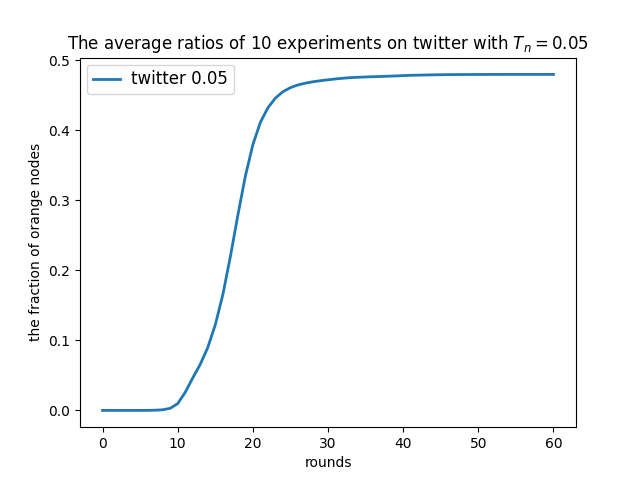 The average ratios of 10 experiments on twitter with $T_n = 0.05$
twitter 0.05
0.5
0.4
0.3
0.2
0.1
0.0
the fraction of orange nodes
0 10 20 30 40 50 60
rounds